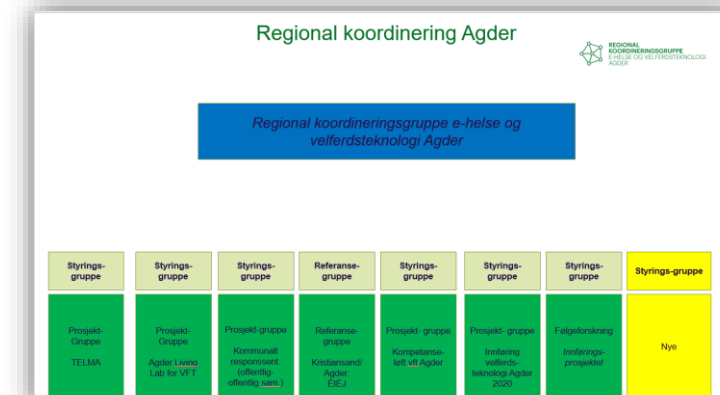 Regional koordinering Agder
REGIONAL
KOORDINERINGSGRUPPE
E-HELSE OG VELFERDSTEKNOLOGI
AGDER
Regional koordineringsgruppe e-helse og
velferdsteknologi Agder
Styrings-
gruppe
Styrings-
gruppe
Styrings-
gruppe
Referanse-
gruppe
Styrings-
gruppe
Styrings-
gruppe
Styrings-
gruppe
Styrings-gruppe
Prosjekt-
Gruppe
TELMA
Prosjekt-
Gruppe
Agder Living
Lab for VFT
Prosjekt-gruppe
Kommunalt
responssent.
(offentlig-
offentlig sam.)
Referanse-
gruppe
Kristiansand/
Agder:
EIEJ
Prosjekt- gruppe
Kompetanse-
løft vft Agder
Prosjekt- gruppe
Innføring
velferds-
teknologi Agder
2020
Følgeforskning
Innførings-
prosjektet
Nye